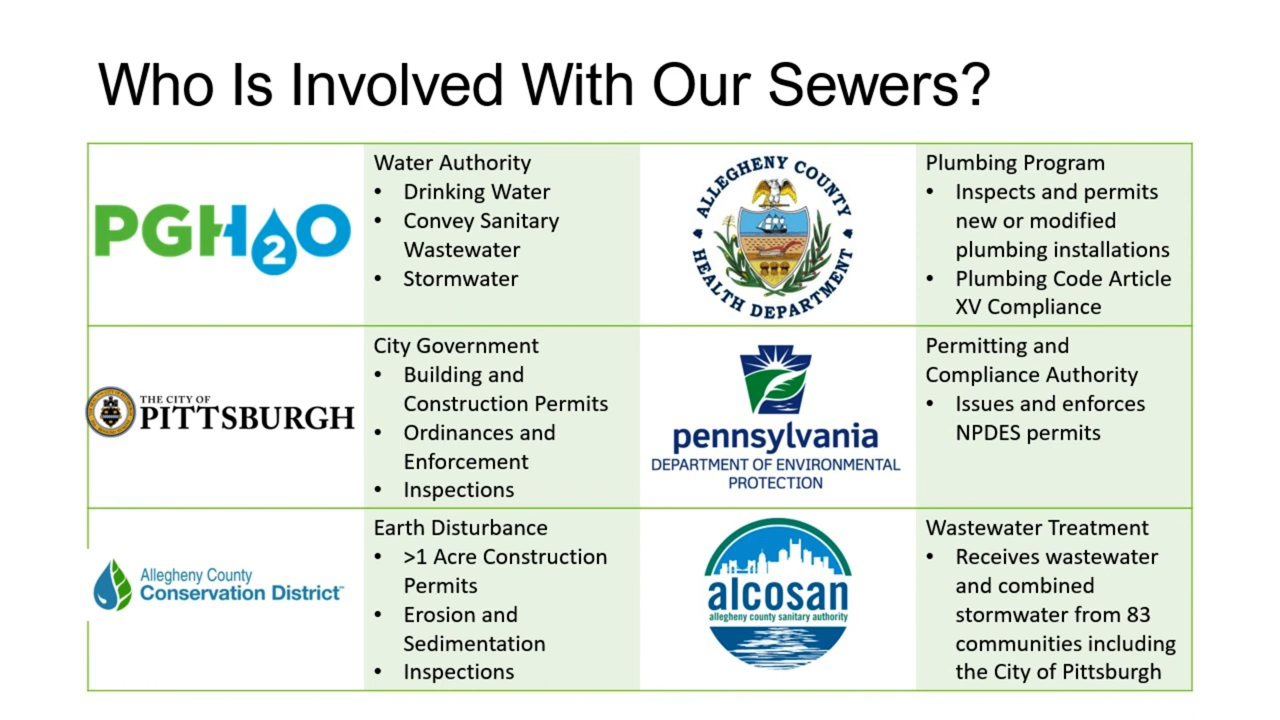 Who Is Involved With Our Sewers?
PGH2O
Water Authority
• Drinking Water
• Convey Sanitary
Wastewater
• Stormwater
ALLEGHENY COUNTY
HEALTH DEPARTMENT
Plumbing Program
• Inspects and permits
new or modified
plumbing installations
• Plumbing Code Article
XV Compliance
THE CITY OF
PITTSBURGH
City Government
• Building and
Construction Permits
• Ordinances and
Enforcement
• Inspections
pennsylvania
DEPARTMENT OF ENVIRONMENTAL
PROTECTION
Permitting and
Compliance Authority
• Issues and enforces
NPDES permits
Allegheny County
Conservation District™
Earth Disturbance
• >1 Acre Construction
Permits
• Erosion and
Sedimentation
• Inspections
alcosan
allegheny county sanitary authority
Wastewater Treatment
• Receives wastewater
and combined
stormwater from 83
communities including
the City of Pittsburgh